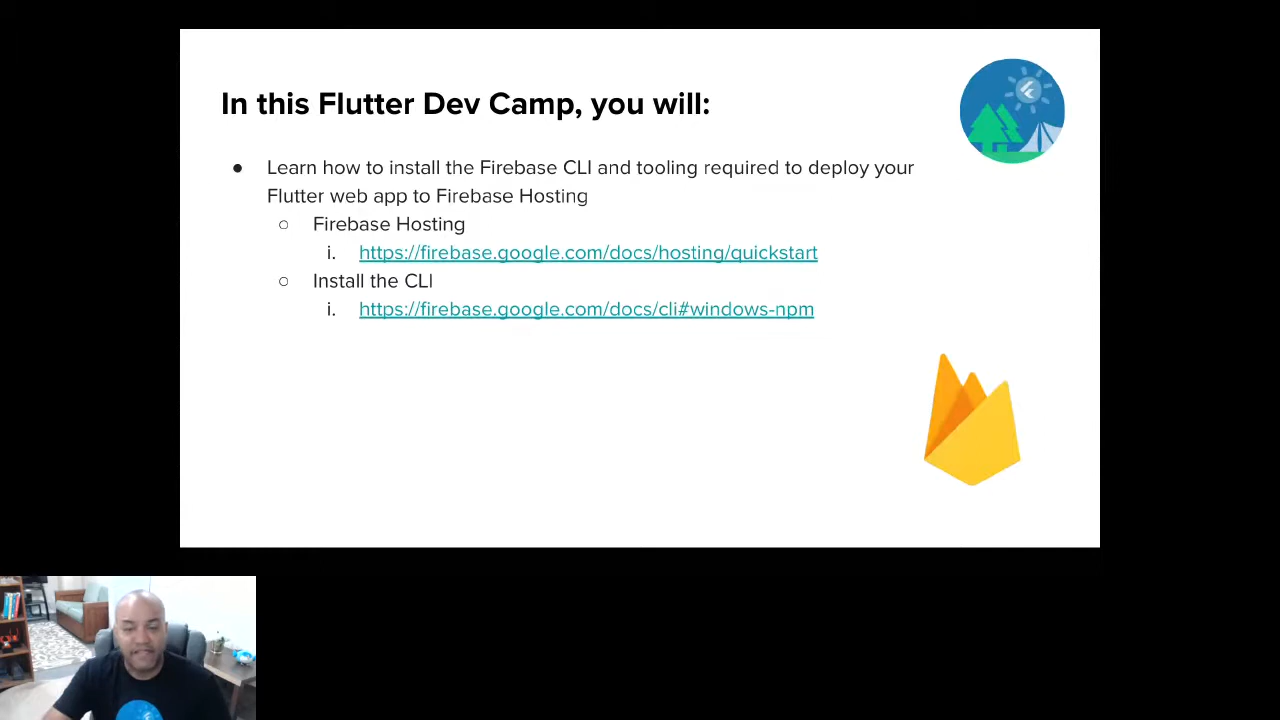 In this Flutter Dev Camp, you will:
● Learn how to install the Firebase CLI and tooling required to deploy your
Flutter web app to Firebase Hosting
○ Firebase Hosting
i. https://firebase.google.com/docs/hosting/quickstart
○ Install the CLI
i. https://firebase.google.com/docs/cli#windows-npm